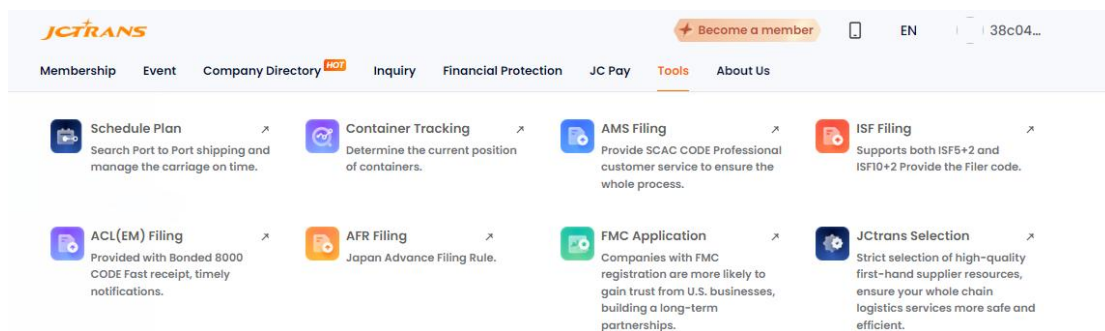 JCTRANS
Become a member
EN
38c04...
Membership Event Company Directory HOT Inquiry Financial Protection JC Pay Tools About Us
Schedule Plan
Search Port to Port shipping and
manage the carriage on time.
Container Tracking
Determine the current position
of containers.
AMS Filing
Provide SCAC CODE Professional
customer service to ensure the
whole process.
ISF Filing
Supports both ISF5+2 and
ISF10+2 Provide the Filer code.
ACL(EM) Filing
Provided with Bonded 8000
CODE Fast receipt, timely
notifications.
AFR Filing
Japan Advance Filing Rule.
FMC Application
Companies with FMC
registration are more likely to
gain trust from U.S. businesses,
building a long-term
partnerships.
JCtrans Selection
Strict selection of high-quality
first-hand supplier resources,
ensure your whole chain
logistics services more safe and
efficient.